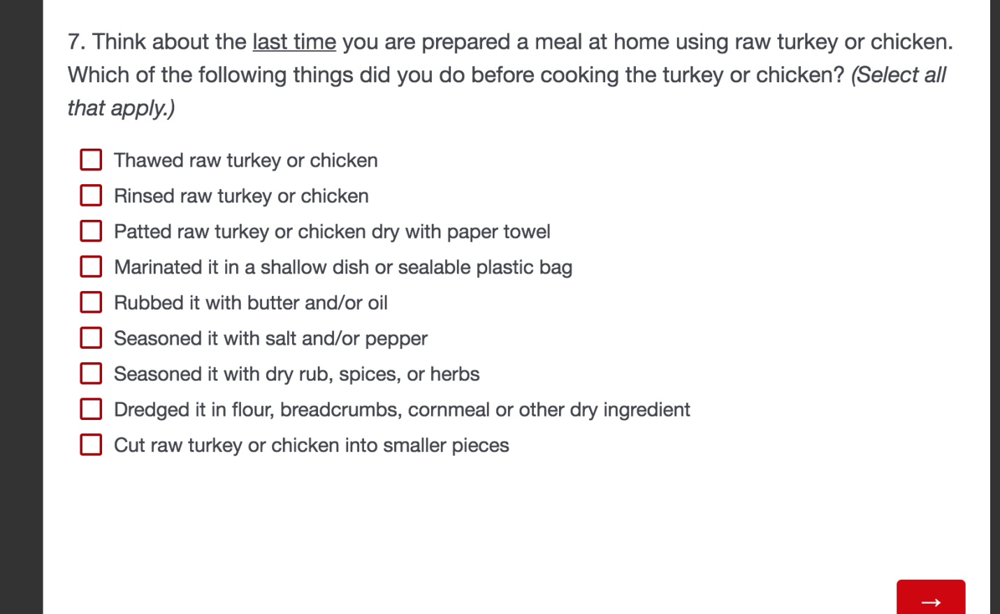 7. Think about the last time you are prepared a meal at home using raw turkey or chicken.
Which of the following things did you do before cooking the turkey or chicken? (Select all
that apply.)
Thawed raw turkey or chicken
Rinsed raw turkey or chicken
Patted raw turkey or chicken dry with paper towel
Marinated it in a shallow dish or sealable plastic bag
Rubbed it with butter and/or oil
Seasoned it with salt and/or pepper
Seasoned it with dry rub, spices, or herbs
Dredged it in flour, breadcrumbs, cornmeal or other dry ingredient
Cut raw turkey or chicken into smaller pieces